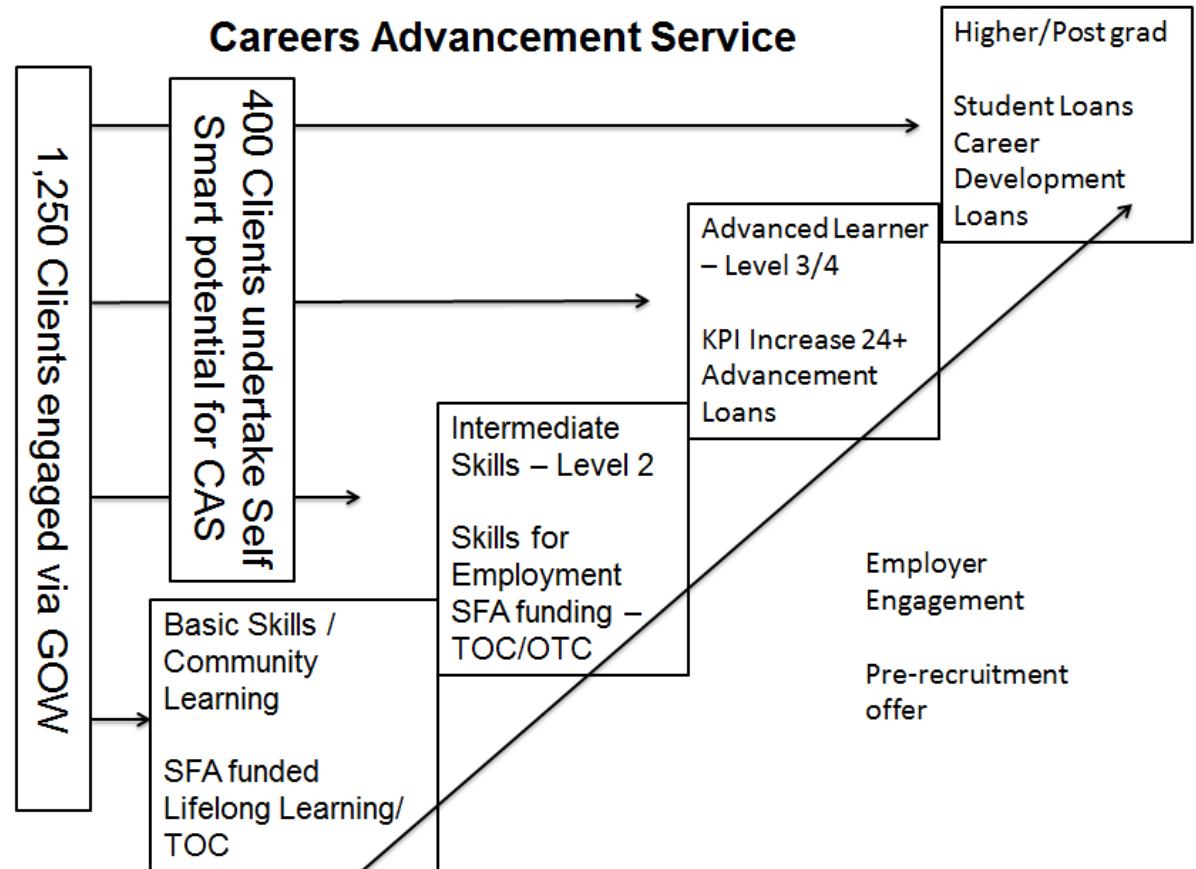 Careers Advancement Service
1,250 Clients engaged via GOW
400 Clients undertake Self
Smart potential for CAS
Higher/Post grad
Student Loans
Career
Development
Loans
Advanced Learner
– Level 3/4
KPI Increase 24+
Advancement
Loans
Intermediate
Skills – Level 2
Skills for
Employment
SFA funding –
TOC/OTC
Basic Skills /
Community
Learning
SFA funded
Lifelong Learning/
TOC
Employer
Engagement
Pre-recruitment
offer